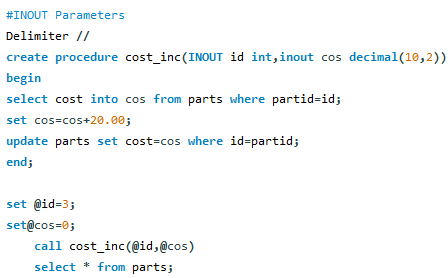 #INOUT Parameters
Delimiter //
create procedure cost_inc(INOUT id int,inout cos decimal(10,2))
begin
select cost into cos from parts where partid=id;
set cos=cos+20.00;
update parts set cost=cos where id=partid;
end;
set @id=3;
set@cos=0;
call cost_inc(@id,@cos)
select * from parts;